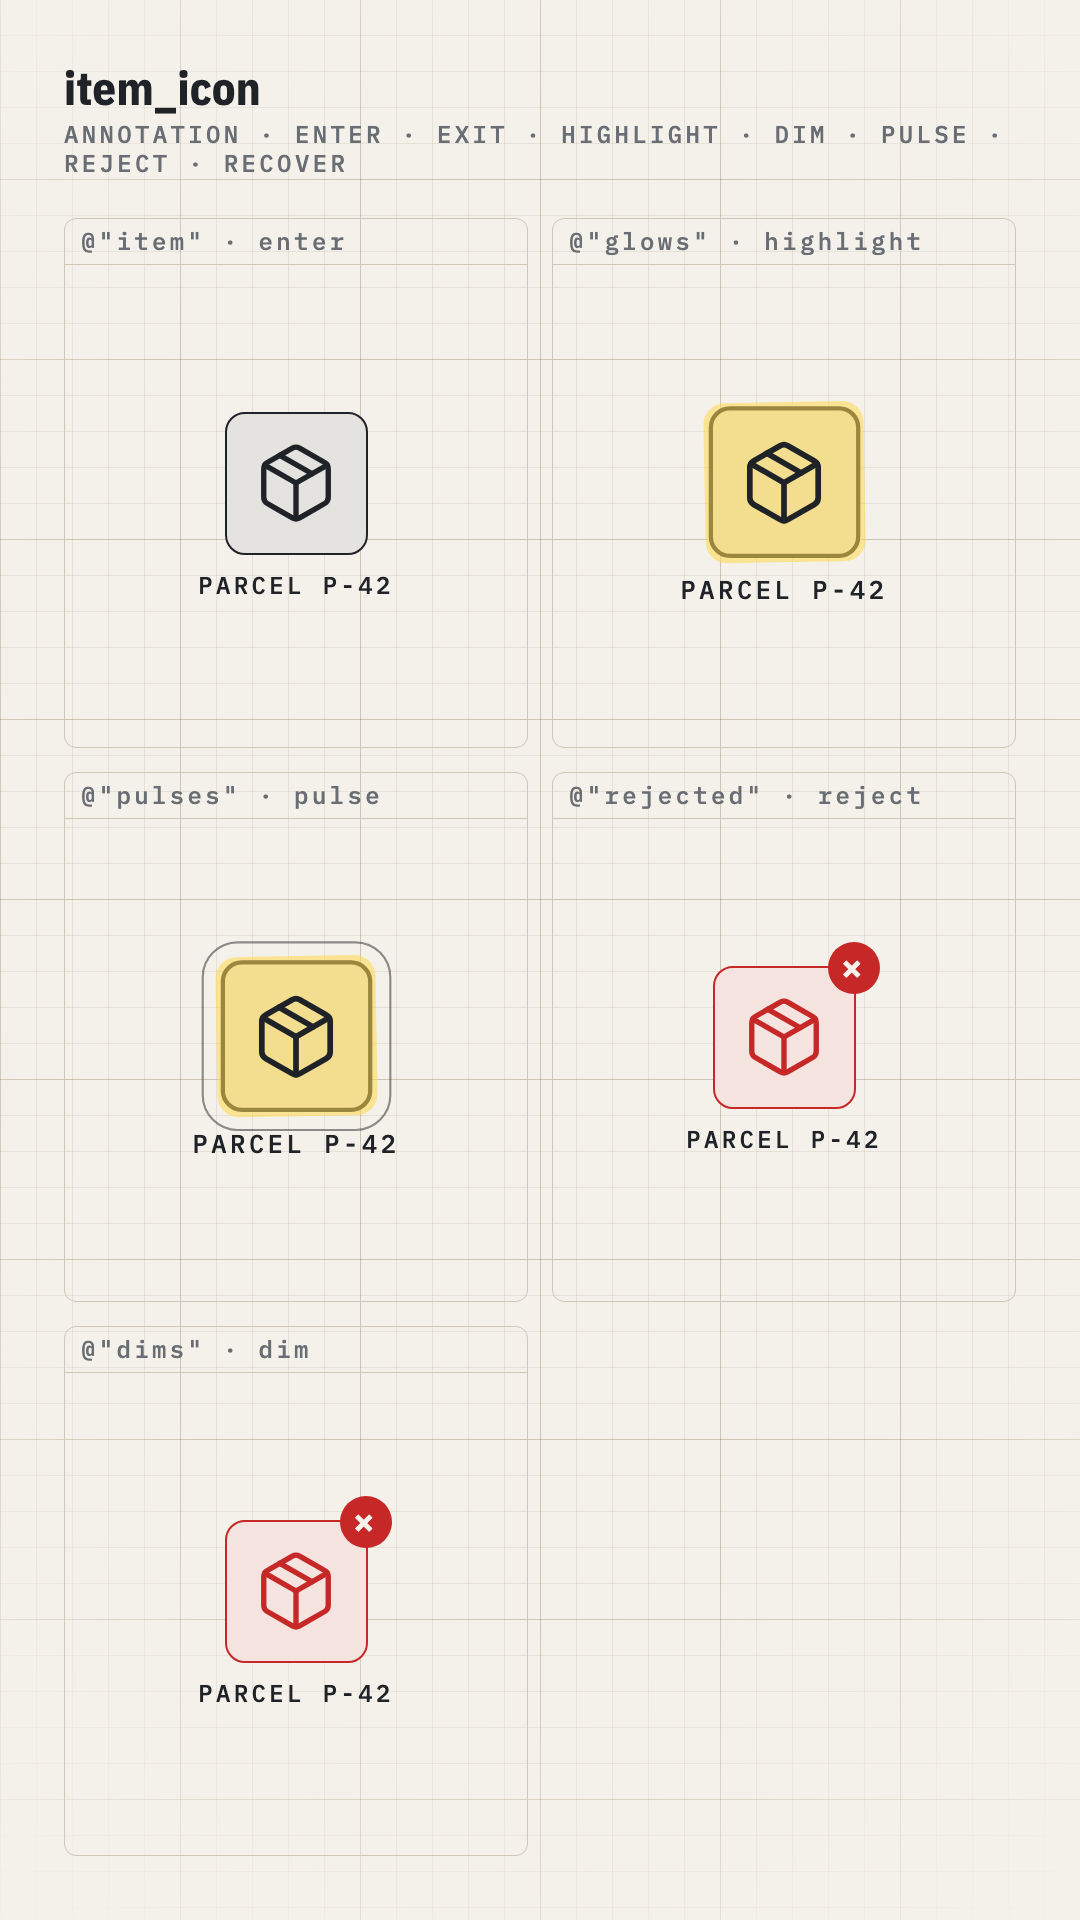 item_icon
ANNOTATION · ENTER · EXIT · HIGHLIGHT · DIM · PULSE ·
REJECT · RECOVER
@"item" · enter
@"glows" · highlight
PARCEL P-42
PARCEL P-42
@"pulses" · pulse
@"rejected" · reject
PARCEL P-42
PARCEL P-42
@"dims" · dim
PARCEL P-42